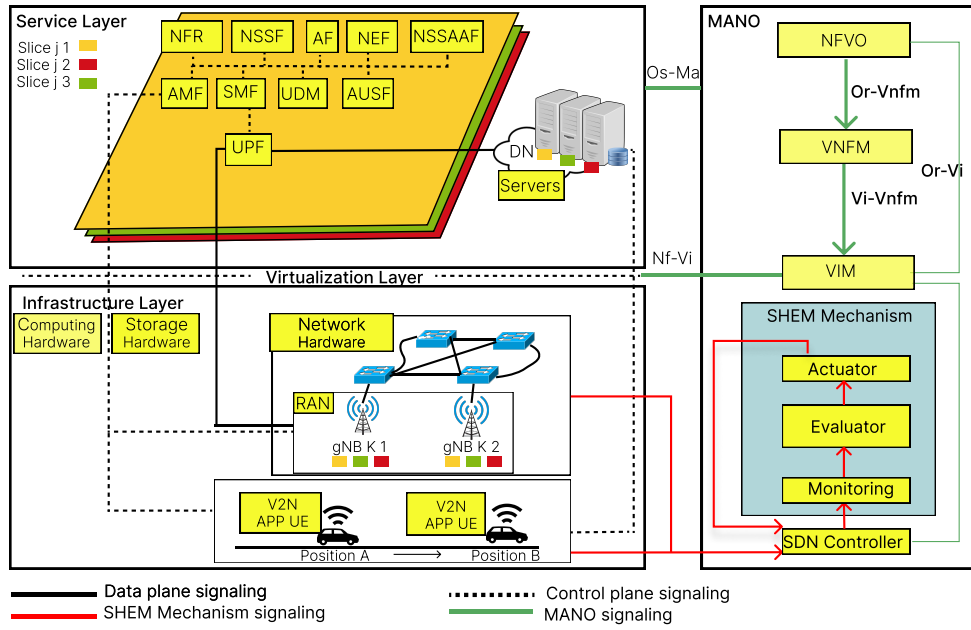 Service Layer
Slice j 1
Slice j 2
Slice j 3
NFR
NSSF
AF
NEF
NSSAAF
AMF
SMF
UDM
AUSF
UPF
DN
Servers
Os-Ma
MANO
NFVO
Or-Vnfm
VNFM
Or-Vi
Vi-Vnfm
VIM
Nf-Vi
Virtualization Layer
Infrastructure Layer
Computing
Hardware
Storage
Hardware
Network
Hardware
RAN
gNB K 1
gNB K 2
V2N
APP UE
V2N
APP UE
Position A
Position B
SHEM Mechanism
Actuator
Evaluator
Monitoring
SDN Controller
Data plane signaling
SHEM Mechanism signaling
Control plane signaling
MANO signaling